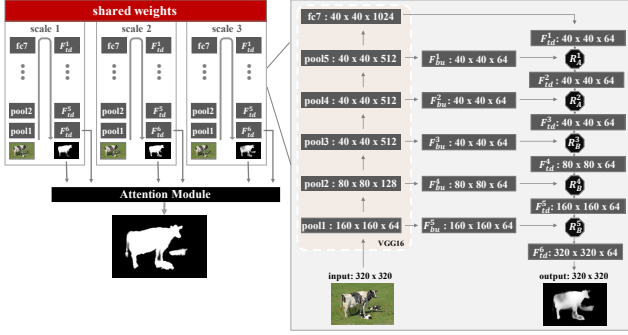 shared weights
scale 1 scale 2 scale 3
fc7 F¹td fc7 F¹td fc7 F¹td
pool2 F⁵td pool2 F⁵td pool2 F⁵td
pool1 F⁶td pool1 F⁶td pool1 F⁶td
Attention Module
fc7 : 40 x 40 x 1024
F¹td: 40 x 40 x 64
pool5 : 40 x 40 x 512 F¹bu : 40 x 40 x 64 R¹A
F²td: 40 x 40 x 64
pool4 : 40 x 40 x 512 F²bu : 40 x 40 x 64 R²A
F³td: 40 x 40 x 64
pool3 : 40 x 40 x 512 F³bu : 40 x 40 x 64 R³B
F⁴td: 80 x 80 x 64
pool2 : 80 x 80 x 128 F⁴bu : 80 x 80 x 64 R⁴B
F⁵td: 160 x 160 x 64
pool1 : 160 x 160 x 64 F⁵bu : 160 x 160 x 64 R⁵B
VGG16
F⁶td: 320 x 320 x 64
input: 320 x 320 output: 320 x 320